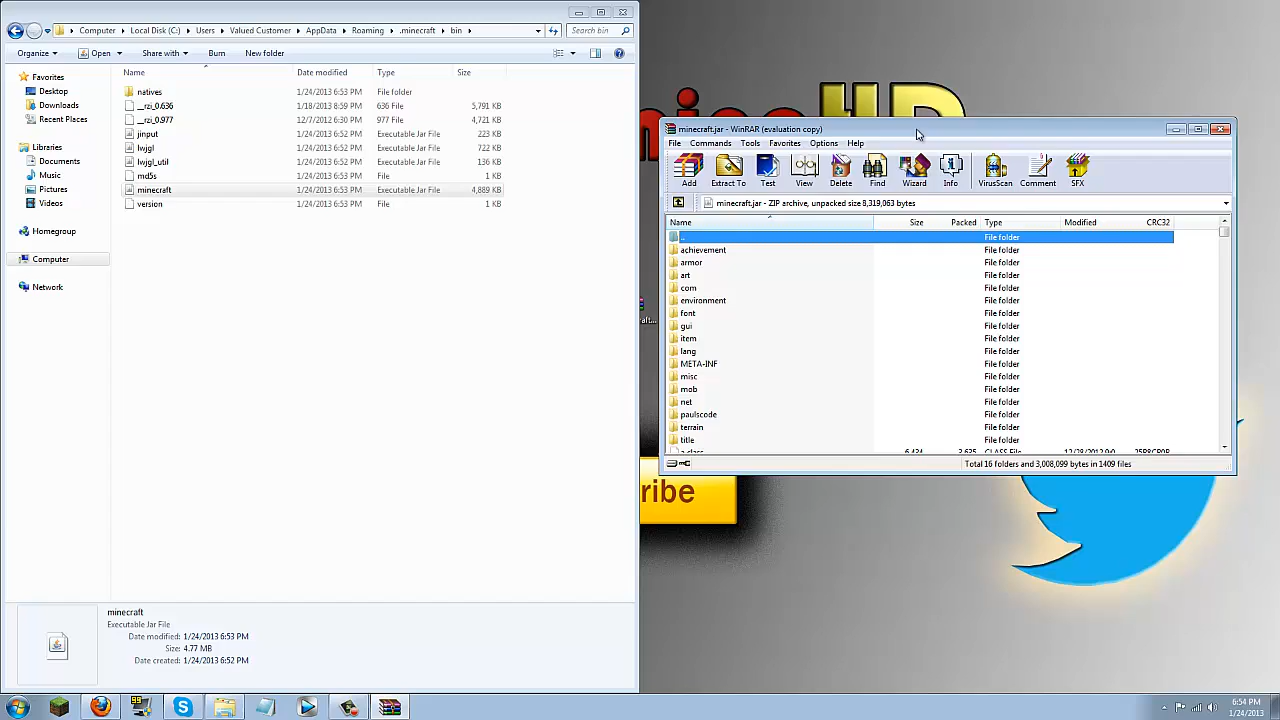 Computer Local Disk (C:) Users Valued Customer AppData Roaming .minecraft bin
Search bin
Organize Open Share with Burn New folder
Favorites
Desktop
Downloads
Recent Places
Libraries
Documents
Music
Pictures
Videos
Homegroup
Computer
Network
Name Date modified Type Size
natives 1/24/2013 6:53 PM File folder
__rzi_0.636 1/18/2013 8:59 PM 636 File 5,791 KB
__rzi_0.977 12/7/2012 6:30 PM 977 File 4,721 KB
jinput 1/24/2013 6:53 PM Executable Jar File 223 KB
lwjgl 1/24/2013 6:53 PM Executable Jar File 722 KB
lwjgl_util 1/24/2013 6:53 PM Executable Jar File 136 KB
md5s 1/24/2013 6:53 PM File 1 KB
minecraft 1/24/2013 6:53 PM Executable Jar File 4,889 KB
version 1/24/2013 6:53 PM File 1 KB
minecraft
Executable Jar File
Date modified: 1/24/2013 6:53 PM
Size: 4.77 MB
Date created: 1/24/2013 6:52 PM
HD
minecraft.jar - WinRAR (evaluation copy)
File Commands Tools Favorites Options Help
Add Extract To Test View Delete Find Wizard Info VirusScan Comment SFX
minecraft.jar - ZIP archive, unpacked size 8,319,063 bytes
Name Size Packed Type Modified CRC32
.. File folder
achievement File folder
armor File folder
art File folder
com File folder
environment File folder
font File folder
gui File folder
item File folder
lang File folder
META-INF File folder
misc File folder
mob File folder
net File folder
paulscode File folder
terrain File folder
title File folder
a.class CLASS File
Total 16 folders and 3,008,099 bytes in 1409 files
ribe
6:54 PM
1/24/2013